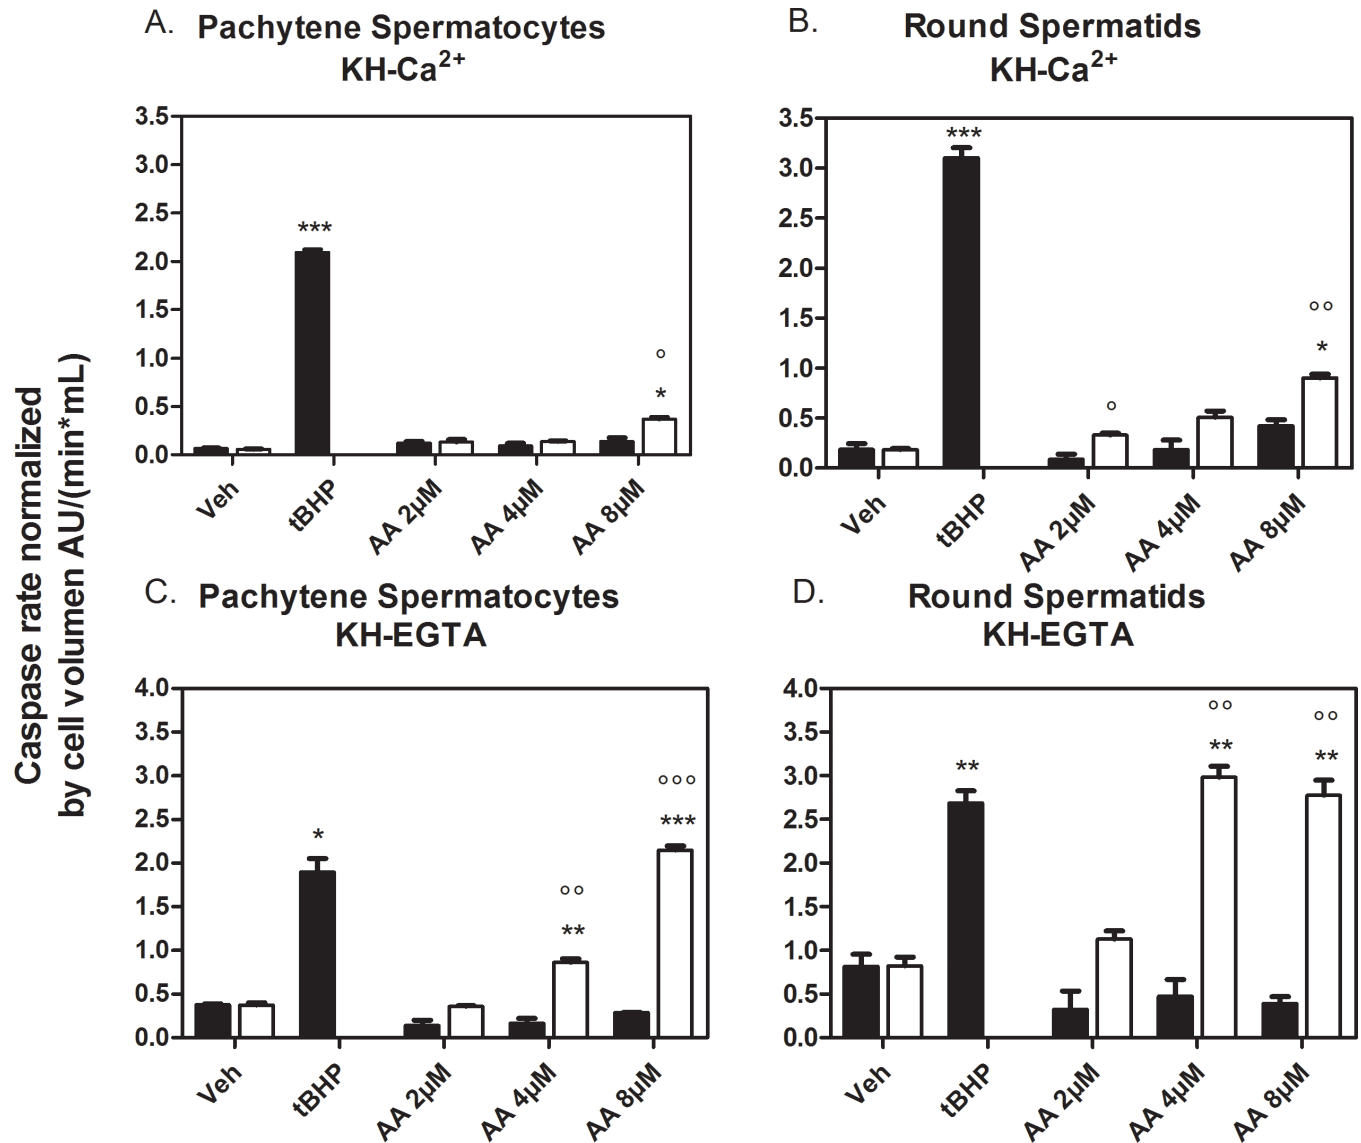 Caspase rate normalized
by cell volumen AU/(min*mL)
A. Pachytene Spermatocytes
KH-Ca²⁺
3.5
3.0
2.5
2.0
1.5
1.0
0.5
0.0
***
°
*
Veh
tBHP
AA 2µM
AA 4µM
AA 8µM
B. Round Spermatids
KH-Ca²⁺
3.5
3.0
2.5
2.0
1.5
1.0
0.5
0.0
***
°
°°
*
Veh
tBHP
AA 2µM
AA 4µM
AA 8µM
C. Pachytene Spermatocytes
KH-EGTA
4.0
3.5
3.0
2.5
2.0
1.5
1.0
0.5
0.0
*
°°
**
°°°
***
Veh
tBHP
AA 2µM
AA 4µM
AA 8µM
D. Round Spermatids
KH-EGTA
4.0
3.5
3.0
2.5
2.0
1.5
1.0
0.5
0.0
**
°°
**
°°
**
Veh
tBHP
AA 2µM
AA 4µM
AA 8µM